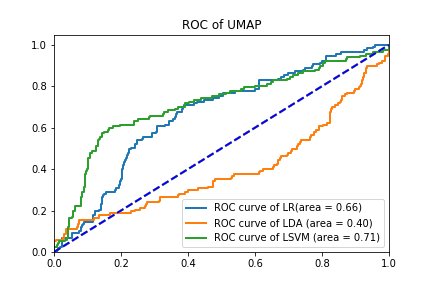 ROC of UMAP
1.0
0.8
0.6
0.4
0.2
0.0
ROC curve of LR(area = 0.66)
ROC curve of LDA (area = 0.40)
ROC curve of LSVM (area = 0.71)
0.0 0.2 0.4 0.6 0.8 1.0